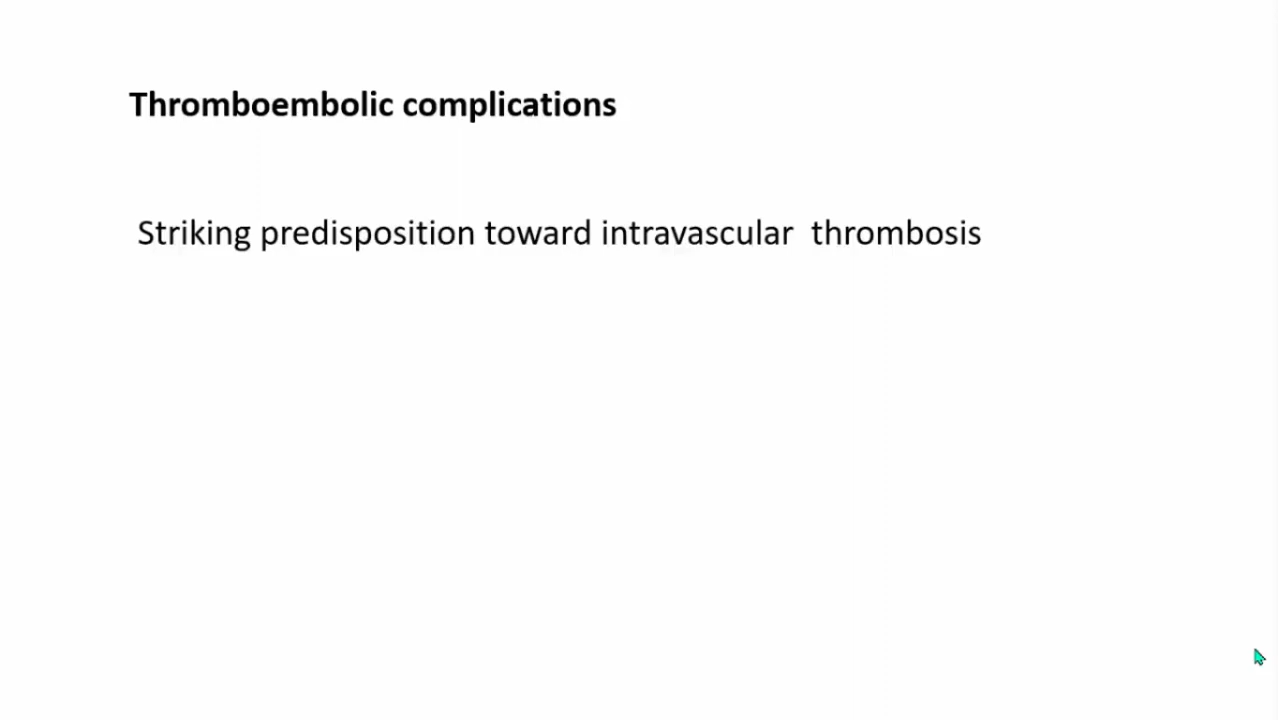 Thromboembolic complications
Striking predisposition toward intravascular  thrombosis